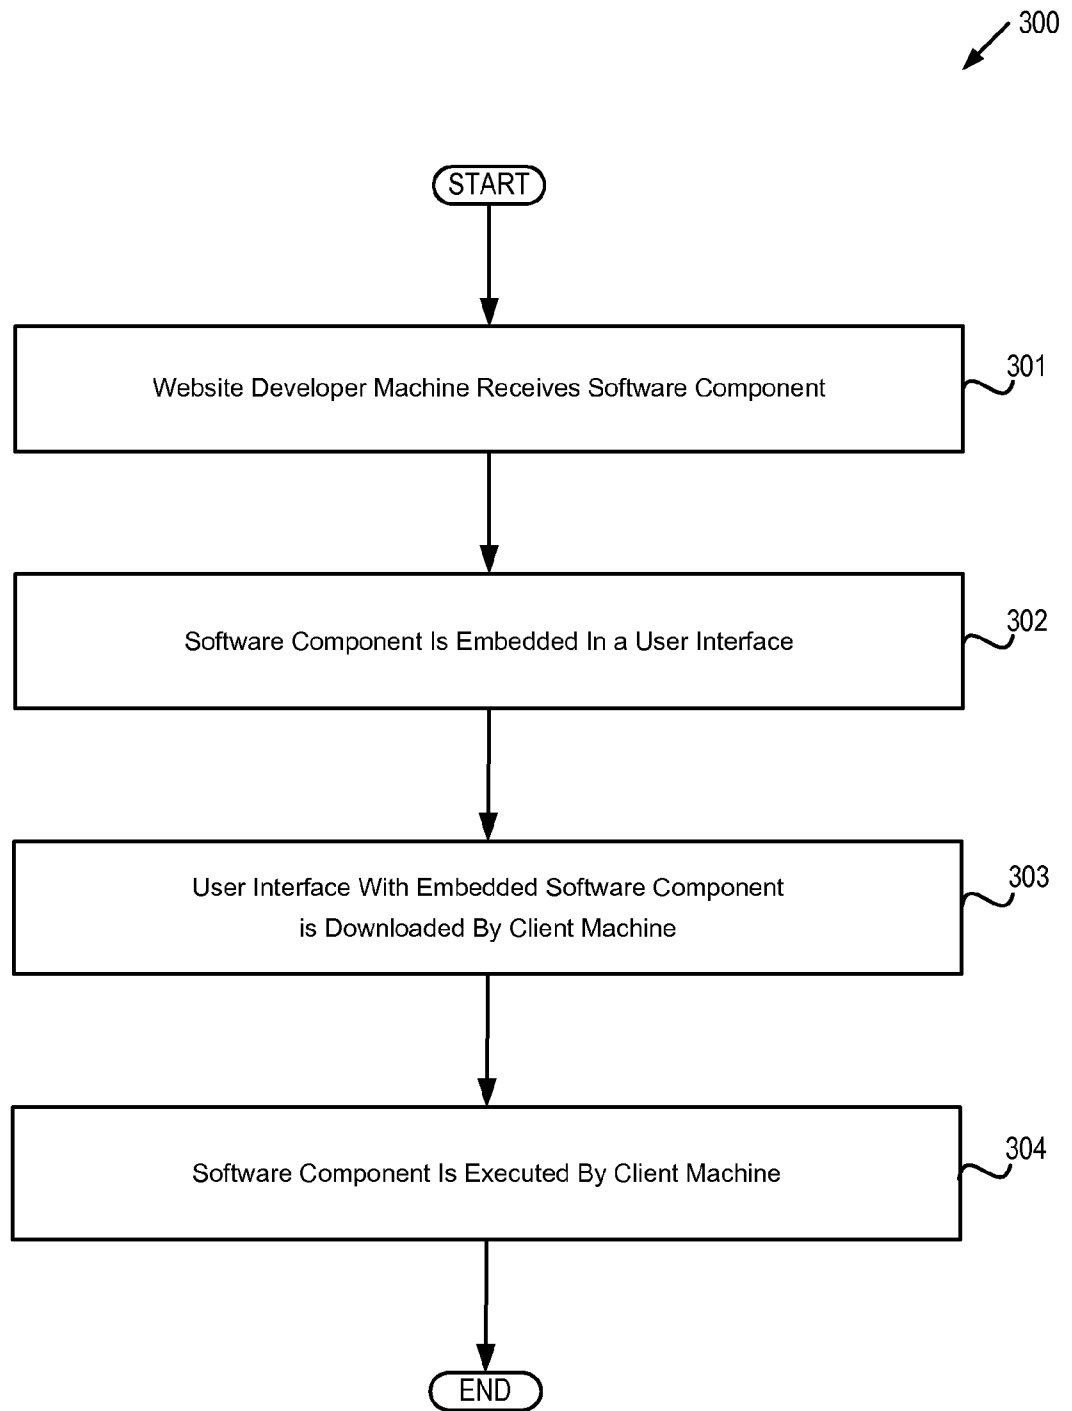 300
START
Website Developer Machine Receives Software Component
301
Software Component Is Embedded In a User Interface
302
User Interface With Embedded Software Component
is Downloaded By Client Machine
303
Software Component Is Executed By Client Machine
304
END